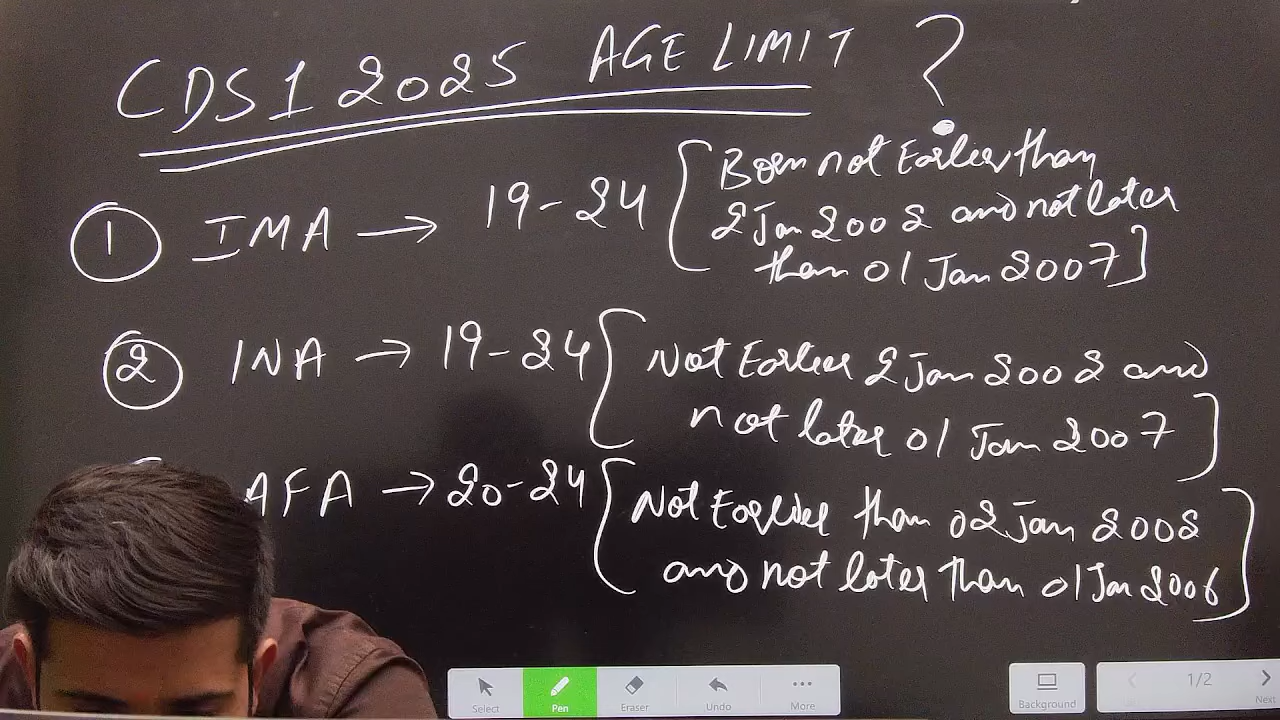 CDS 1 2025 AGE LIMIT ?
1 IMA → 19-24 [Born not Earlier than
2 Jan 2002 and not later
than 01 Jan 2007]
2 INA → 19-24 [Not Earlier 2 Jan 2002 and
not later 01 Jan 2007]
AFA → 20-24 [Not Earlier than 02 Jan 2002
and not later than 01 Jan 2006]
Select Pen Eraser Undo More Background 1/2 Next